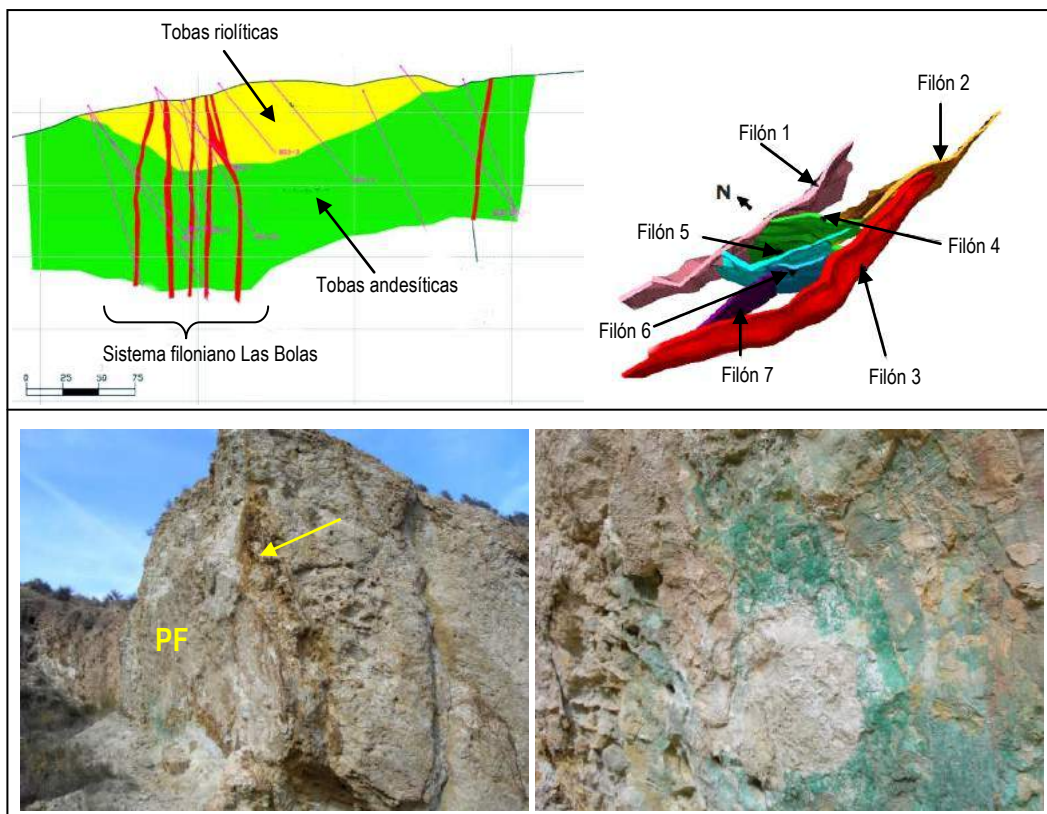 Tobas riolíticas
Tobas andesíticas
Sistema filoniano Las Bolas
0 25 50 75
Filón 2
Filón 1
N
Filón 5
Filón 4
Filón 6
Filón 7
Filón 3
PF